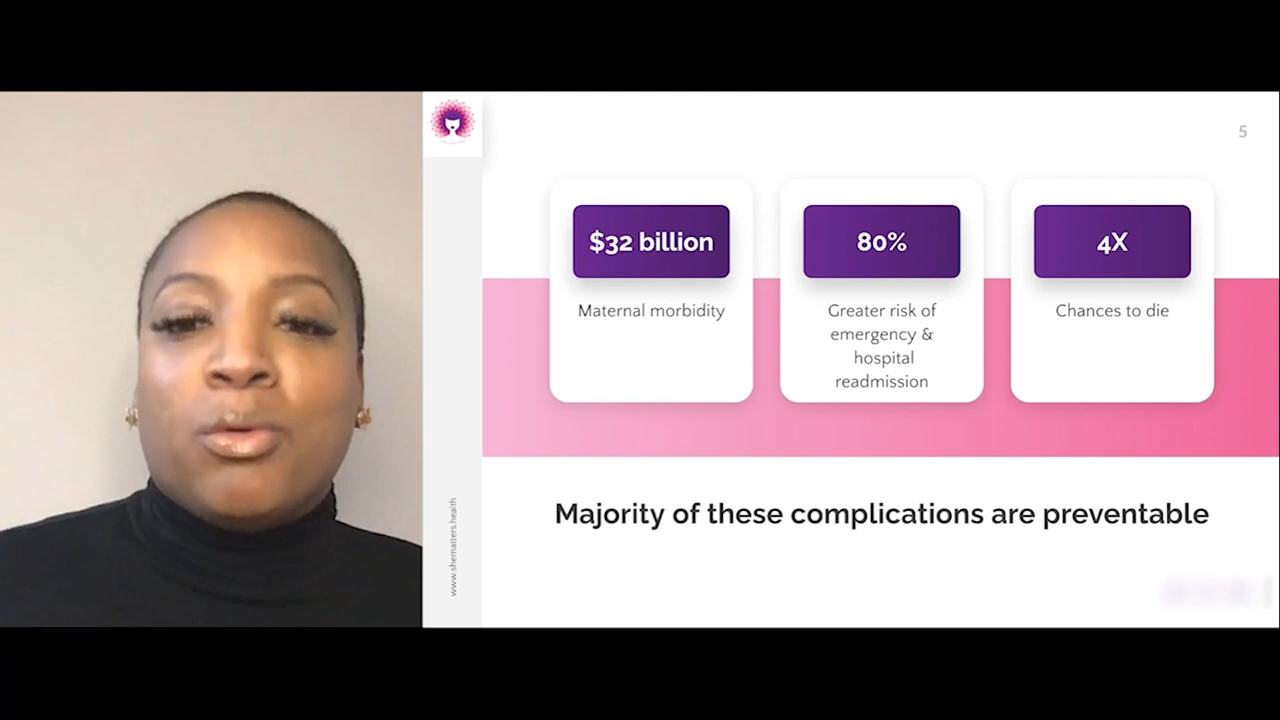 5
$32 billion
Maternal morbidity
80%
Greater risk of
emergency &
hospital
readmission
4X
Chances to die
Majority of these complications are preventable
www.shematters.health